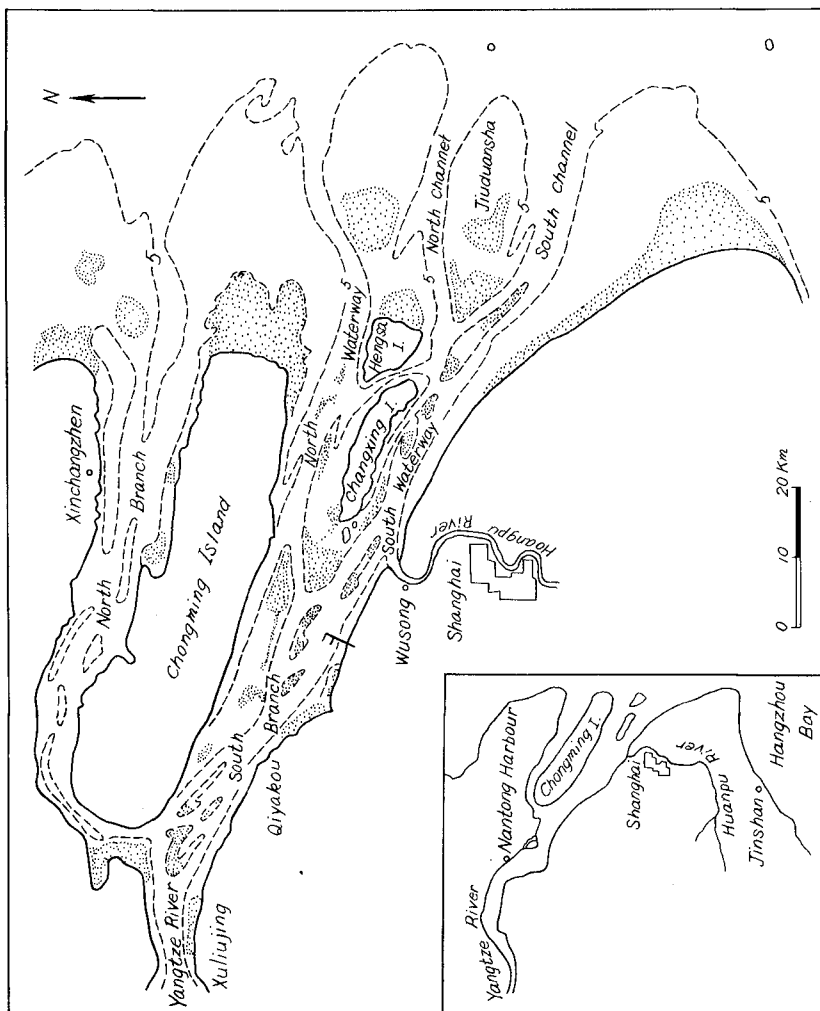 N
Xinchangzhen
North Branch
5
Chongming Island
North Waterway
5
Hengsa
I.
5
North Channel
Jiuduansha
5
South Channel
5
Changxing I.
South Waterway
South Branch
Qiyakou
Yangtze River
Xuliujing
Wusong
Shanghai
Hoangpu River
0 10 20 Km
Yangtze River
Nantong Harbour
Chongming I.
Shanghai
Huanpu River
Jinshan
Hangzhou
Bay